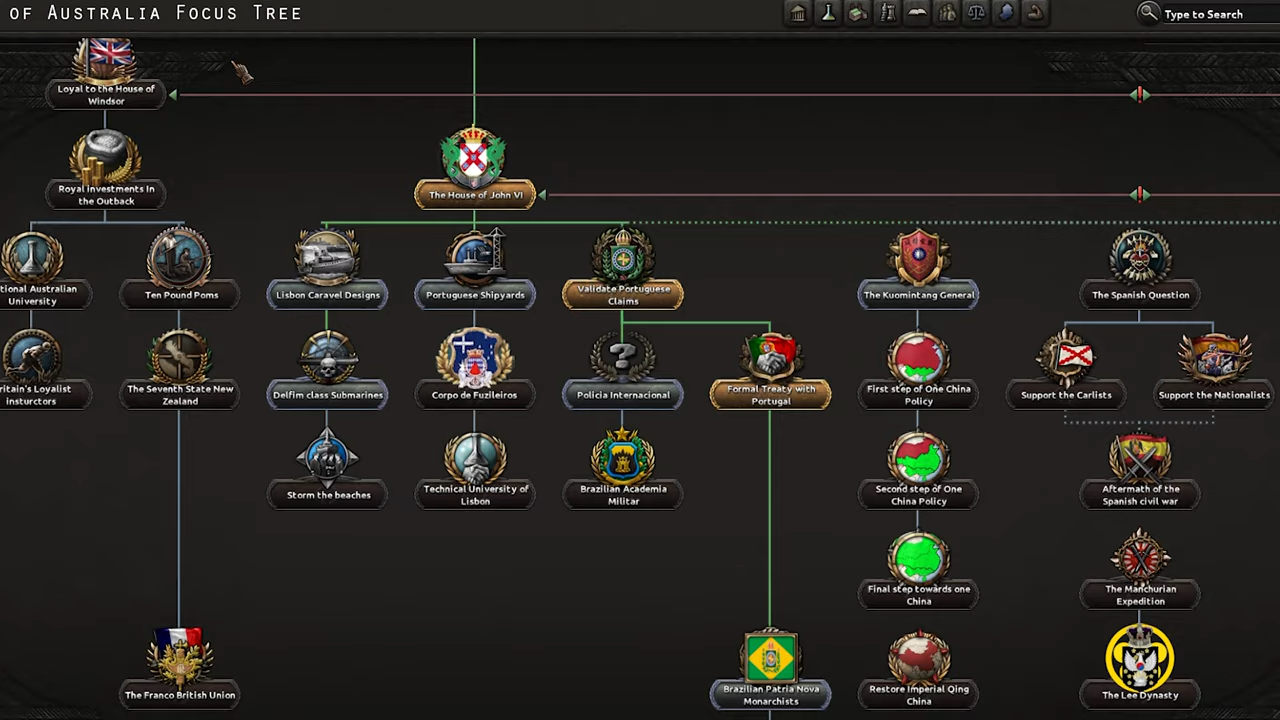 of Australia Focus Tree
Type to Search
Loyal to the House of
Windsor
Royal investments In
the Outback
The House of John VI
tional Australian
University
Ten Pound Poms
Lisbon Caravel Designs
Portuguese Shipyards
Validate Portuguese
Claims
The Kuomintang General
The Spanish Question
ritain's Loyalist
insturctors
The Seventh State New
Zealand
Delfim class Submarines
Corpo de Fuzileiros
Policia Internacional
Formal Treaty with
Portugal
First step of One China
Policy
Support the Carlists
Support the Nationalists
Storm the beaches
Technical University of
Lisbon
Brazilian Academia
Militar
Second step of One
China Policy
Aftermath of the
Spanish civil war
Final step towards one
China
The Manchurian
Expedition
The Franco British Union
Brazilian Patria Nova
Monarchists
Restore Imperial Qing
China
The Lee Dynasty